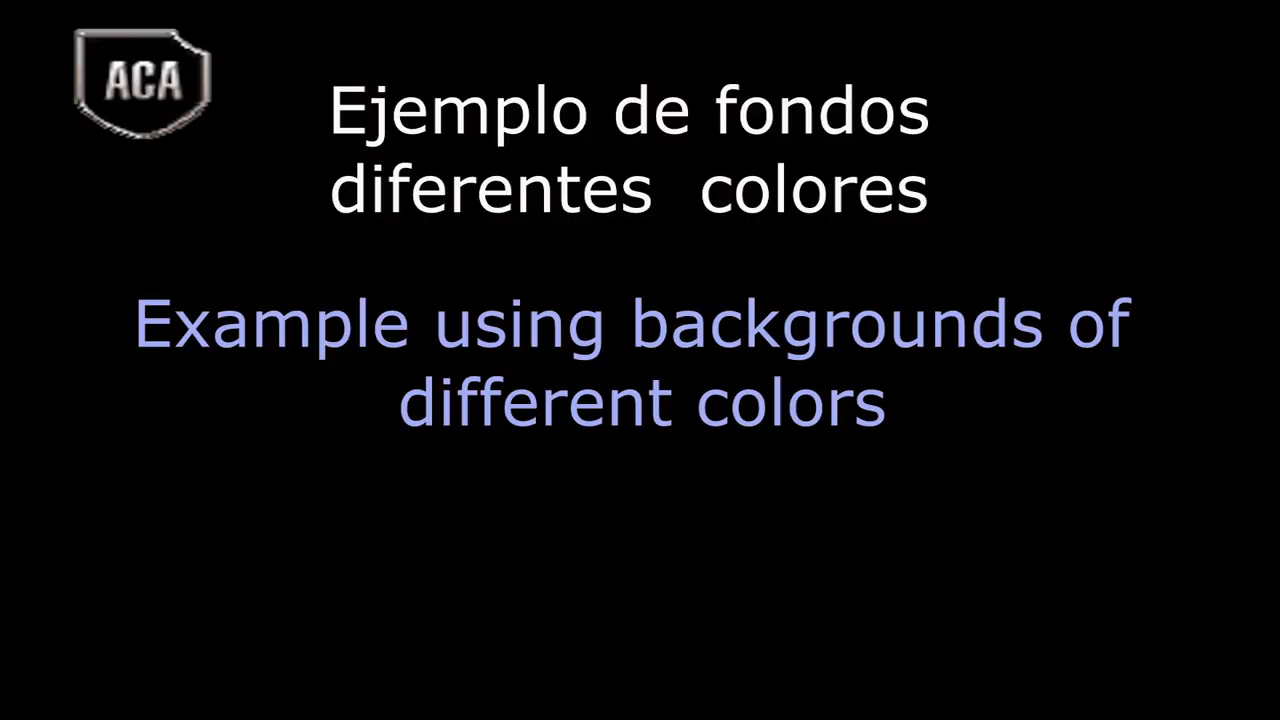 ACA
Ejemplo de fondos
diferentes  colores
Example using backgrounds of
different colors